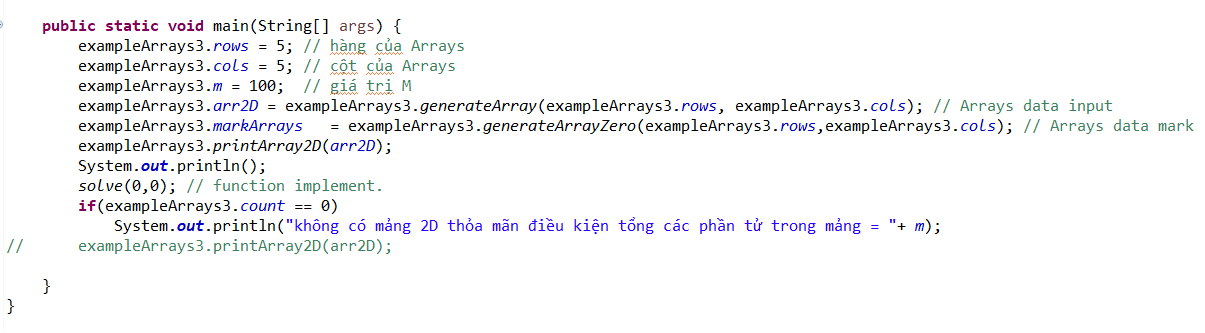 public static void main(String[] args) {
exampleArrays3.rows = 5; // hàng của Arrays
exampleArrays3.cols = 5; // cột của Arrays
exampleArrays3.m = 100;  // giá trị M
exampleArrays3.arr2D = exampleArrays3.generateArray(exampleArrays3.rows, exampleArrays3.cols); // Arrays data input
exampleArrays3.markArrays   = exampleArrays3.generateArrayZero(exampleArrays3.rows,exampleArrays3.cols); // Arrays data mark
exampleArrays3.printArray2D(arr2D);
System.out.println();
solve(0,0); // function implement.
if(exampleArrays3.count == 0)
System.out.println("không có mảng 2D thỏa mãn điều kiện tổng các phần tử trong mảng = "+ m);
//      exampleArrays3.printArray2D(arr2D);
}
}